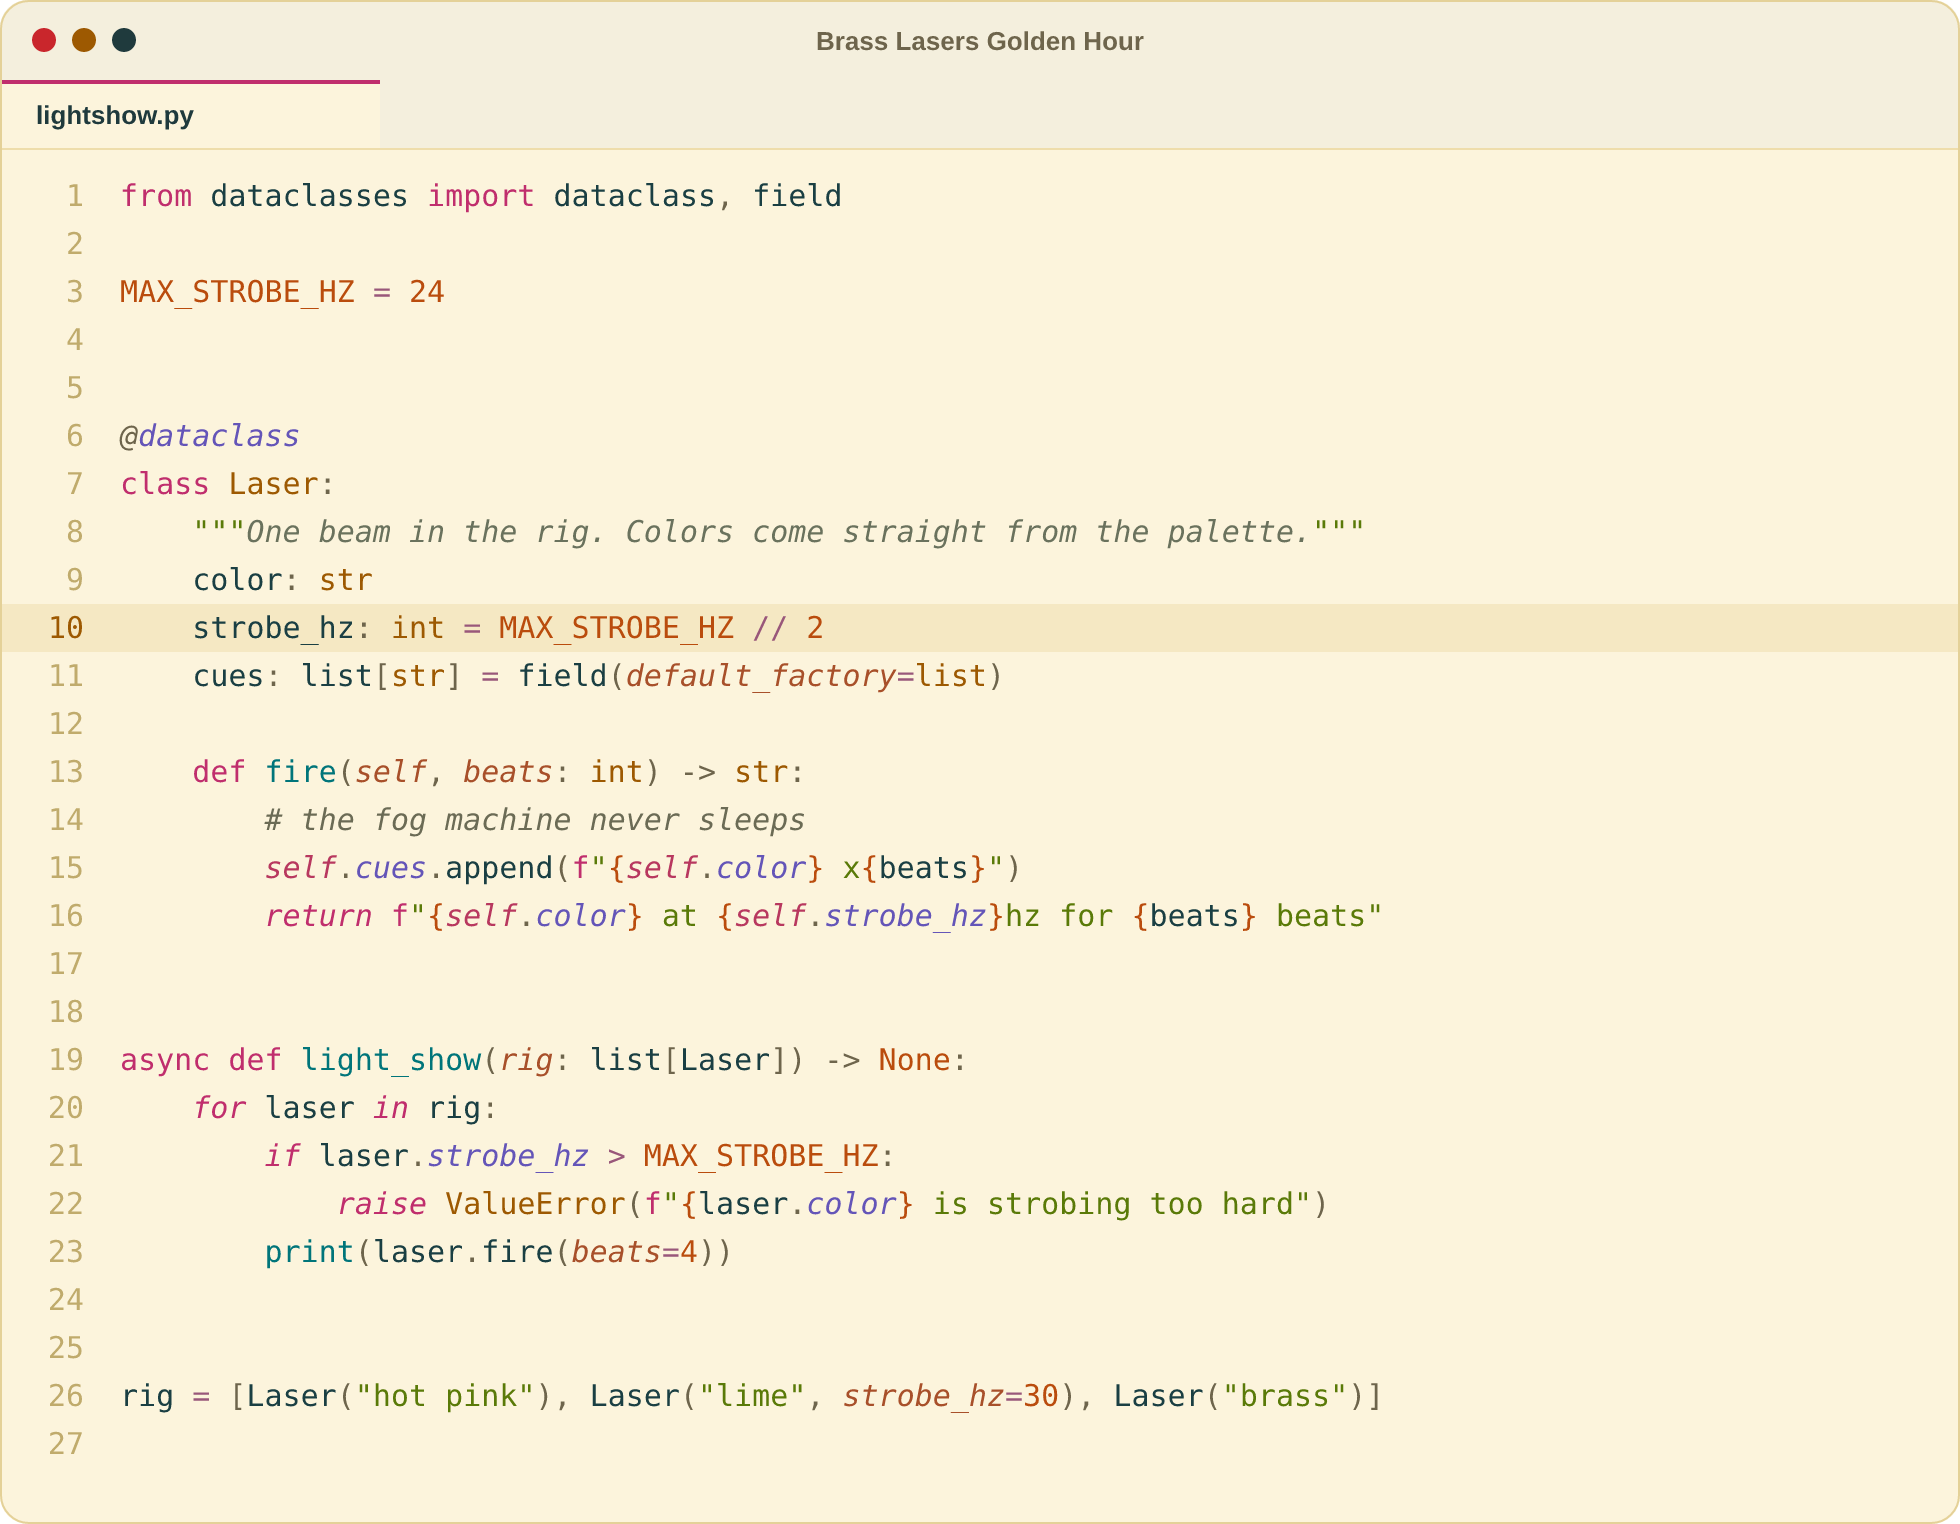 Brass Lasers Golden Hour
lightshow.py
1 from dataclasses import dataclass, field
2
3 MAX_STROBE_HZ = 24
4
5
6 @dataclass
7 class Laser:
8     """One beam in the rig. Colors come straight from the palette."""
9     color: str
10     strobe_hz: int = MAX_STROBE_HZ // 2
11     cues: list[str] = field(default_factory=list)
12
13     def fire(self, beats: int) -> str:
14         # the fog machine never sleeps
15         self.cues.append(f"{self.color} x{beats}")
16         return f"{self.color} at {self.strobe_hz}hz for {beats} beats"
17
18
19 async def light_show(rig: list[Laser]) -> None:
20     for laser in rig:
21         if laser.strobe_hz > MAX_STROBE_HZ:
22             raise ValueError(f"{laser.color} is strobing too hard")
23         print(laser.fire(beats=4))
24
25
26 rig = [Laser("hot pink"), Laser("lime", strobe_hz=30), Laser("brass")]
27